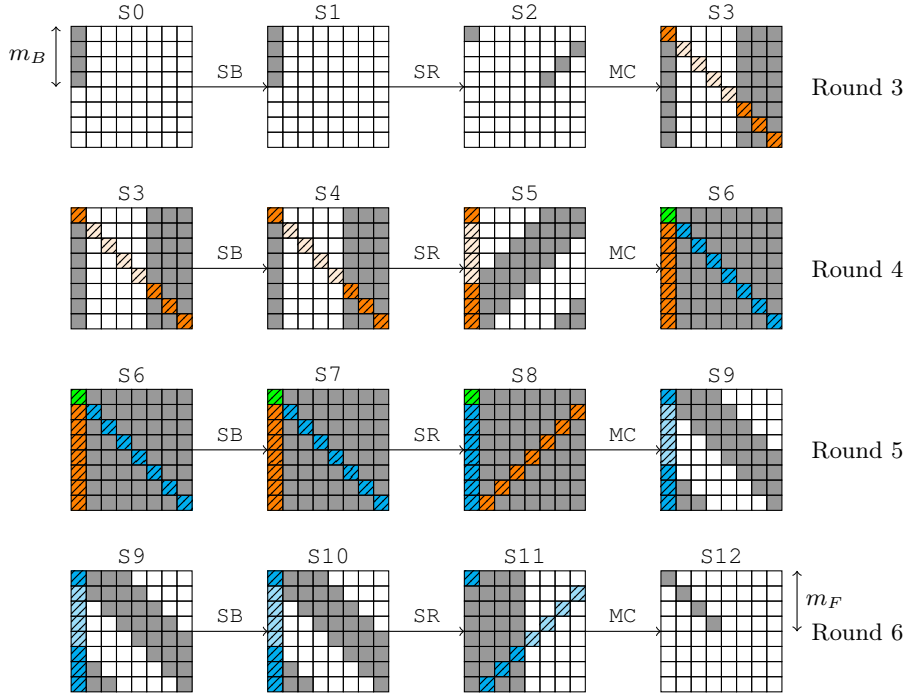 S0 S1 S2 S3
m_B SB SR MC Round 3
S3 S4 S5 S6
SB SR MC Round 4
S6 S7 S8 S9
SB SR MC Round 5
S9 S10 S11 S12
SB SR MC m_F Round 6